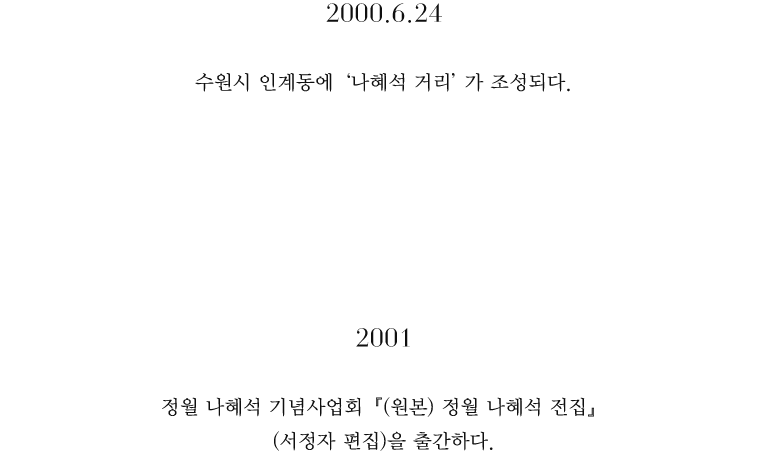 2000.6.24
수원시 인계동에 ‘나혜석 거리’ 가 조성되다.
2001
정월 나혜석 기념사업회 『(원본) 정월 나혜석 전집』
(서정자 편집)을 출간하다.